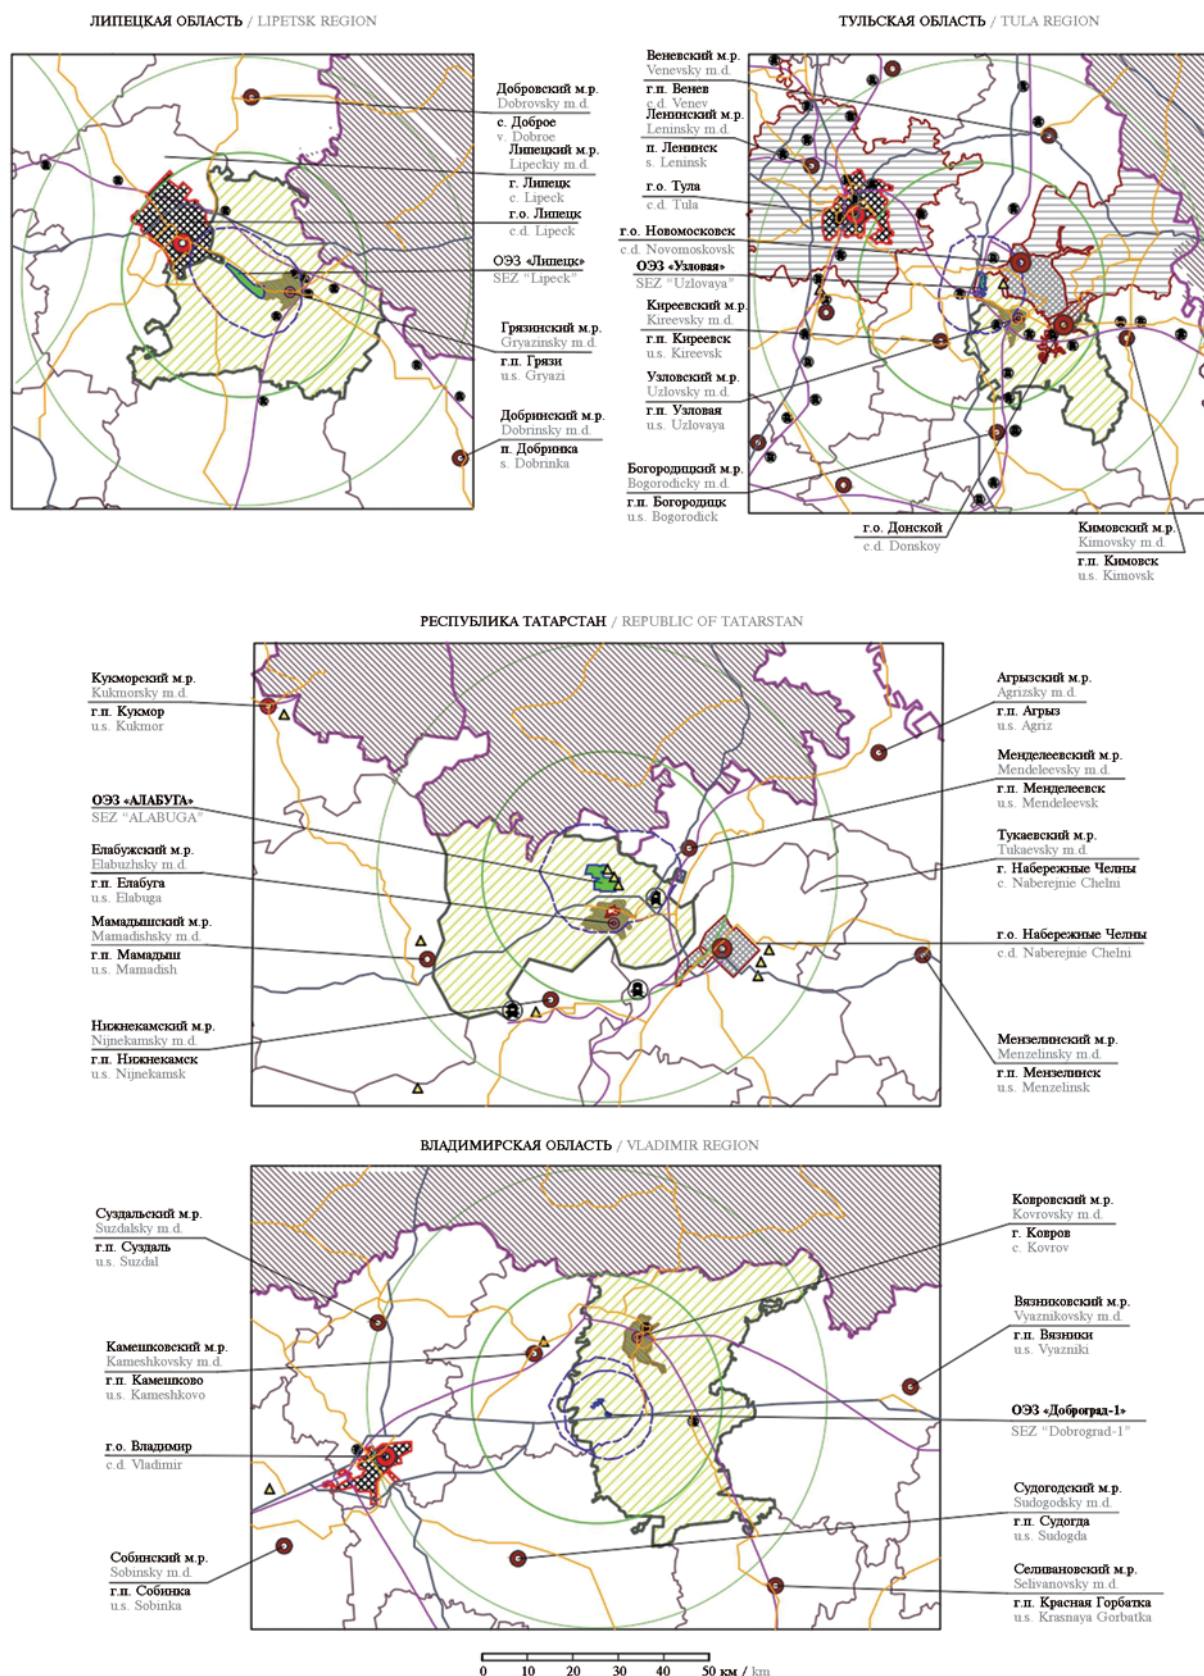 ЛИПЕЦКАЯ ОБЛАСТЬ / LIPETSK REGION
Добровский м.р.
Dobrovsky m.d.
с. Доброе
v. Dobroe
Липецкий м.р.
Lipeckiy m.d.
г. Липецк
c. Lipeck
г.о. Липецк
c.d. Lipeck
ОЭЗ «Липецк»
SEZ "Lipeck"
Грязинский м.р.
Gryazinsky m.d.
г.п. Грязи
u.s. Gryazi
Добринский м.р.
Dobrinsky m.d.
п. Добринка
s. Dobrinka
ТУЛЬСКАЯ ОБЛАСТЬ / TULA REGION
Веневский м.р.
Venevsky m.d.
г.п. Венев
c.d. Venev
Ленинский м.р.
Leninsky m.d.
п. Ленинск
s. Leninsk
г.о. Тула
c.d. Tula
г.о. Новомосковск
c.d. Novomoskovsk
ОЭЗ «Узловая»
SEZ "Uzlovaya"
Киреевский м.р.
Kireevsky m.d.
г.п. Киреевск
u.s. Kireevsk
Узловский м.р.
Uzlovsky m.d.
г.п. Узловая
u.s. Uzlovaya
Богородицкий м.р.
Bogorodicky m.d.
г.п. Богородицк
u.s. Bogorodick
г.о. Донской
c.d. Donskoy
Кимовский м.р.
Kimovsky m.d.
г.п. Кимовск
u.s. Kimovsk
РЕСПУБЛИКА ТАТАРСТАН / REPUBLIC OF TATARSTAN
Кукморский м.р.
Kukmorsky m.d.
г.п. Кукмор
u.s. Kukmor
ОЭЗ «АЛАБУГА»
SEZ "ALABUGA"
Елабужский м.р.
Elabuzhsky m.d.
г.п. Елабуга
u.s. Elabuga
Мамадышский м.р.
Mamadishsky m.d.
г.п. Мамадыш
u.s. Mamadish
Нижнекамский м.р.
Nijnekamsky m.d.
г.п. Нижнекамск
u.s. Nijnekamsk
Агрызский м.р.
Agrizsky m.d.
г.п. Агрыз
u.s. Agriz
Менделеевский м.р.
Mendeleevsky m.d.
г.п. Менделеевск
u.s. Mendeleevsk
Тукаевский м.р.
Tukaevsky m.d.
г. Набережные Челны
c. Naberejnie Chelni
г.о. Набережные Челны
c.d. Naberejnie Chelni
Мензелинский м.р.
Menzelinsky m.d.
г.п. Мензелинск
u.s. Menzelinsk
ВЛАДИМИРСКАЯ ОБЛАСТЬ / VLADIMIR REGION
Суздальский м.р.
Suzdalsky m.d.
г.п. Суздаль
u.s. Suzdal
Камешковский м.р.
Kameshkovsky m.d.
г.п. Камешково
u.s. Kameshkovo
г.о. Владимир
c.d. Vladimir
Собинский м.р.
Sobinsky m.d.
г.п. Собинка
u.s. Sobinka
Ковровский м.р.
Kovrovsky m.d.
г. Ковров
c. Kovrov
Вязниковский м.р.
Vyaznikovsky m.d.
г.п. Вязники
u.s. Vyazniki
ОЭЗ «Доброград-1»
SEZ "Dobrograd-1"
Судогодский м.р.
Sudogodsky m.d.
г.п. Судогда
u.s. Sudogda
Селивановский м.р.
Selivanovsky m.d.
г.п. Красная Горбатка
u.s. Krasnaya Gorbatka
0 10 20 30 40 50 км / km